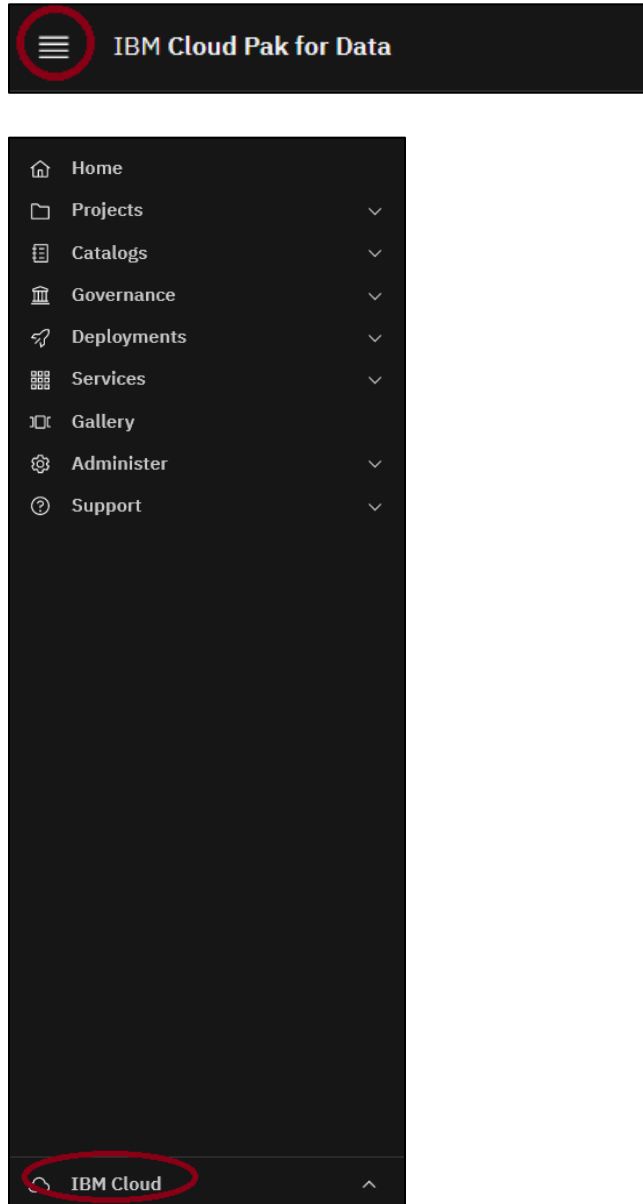 IBM Cloud Pak for Data
Home
Projects
Catalogs
Governance
Deployments
Services
Gallery
Administer
Support
IBM Cloud